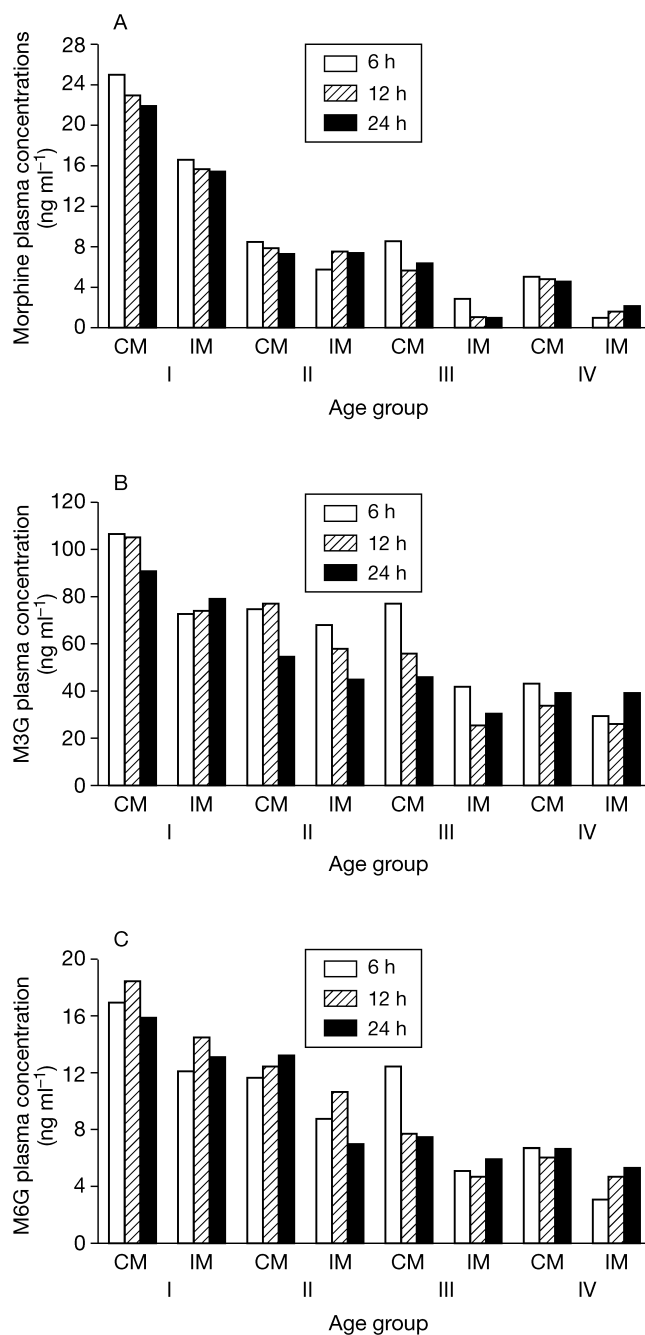 A
Morphine plasma concentrations
(ng ml⁻¹)
28
24
20
16
12
8
4
0
6 h
12 h
24 h
CM IM CM IM CM IM CM IM
I II III IV
Age group
B
M3G plasma concentration
(ng ml⁻¹)
120
100
80
60
40
20
0
6 h
12 h
24 h
CM IM CM IM CM IM CM IM
I II III IV
Age group
C
M6G plasma concentration
(ng ml⁻¹)
20
16
12
8
4
0
6 h
12 h
24 h
CM IM CM IM CM IM CM IM
I II III IV
Age group